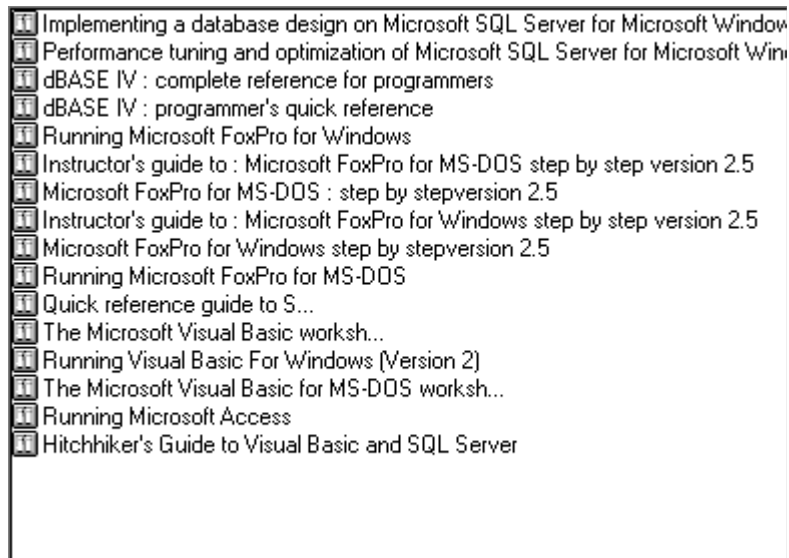 Implementing a database design on Microsoft SQL Server for Microsoft Window
Performance tuning and optimization of Microsoft SQL Server for Microsoft Win
dBASE IV : complete reference for programmers
dBASE IV : programmer's quick reference
Running Microsoft FoxPro for Windows
Instructor's guide to : Microsoft FoxPro for MS-DOS step by step version 2.5
Microsoft FoxPro for MS-DOS : step by stepversion 2.5
Instructor's guide to : Microsoft FoxPro for Windows step by step version 2.5
Microsoft FoxPro for Windows step by stepversion 2.5
Running Microsoft FoxPro for MS-DOS
Quick reference guide to S...
The Microsoft Visual Basic worksh...
Running Visual Basic For Windows (Version 2)
The Microsoft Visual Basic for MS-DOS worksh...
Running Microsoft Access
Hitchhiker's Guide to Visual Basic and SQL Server